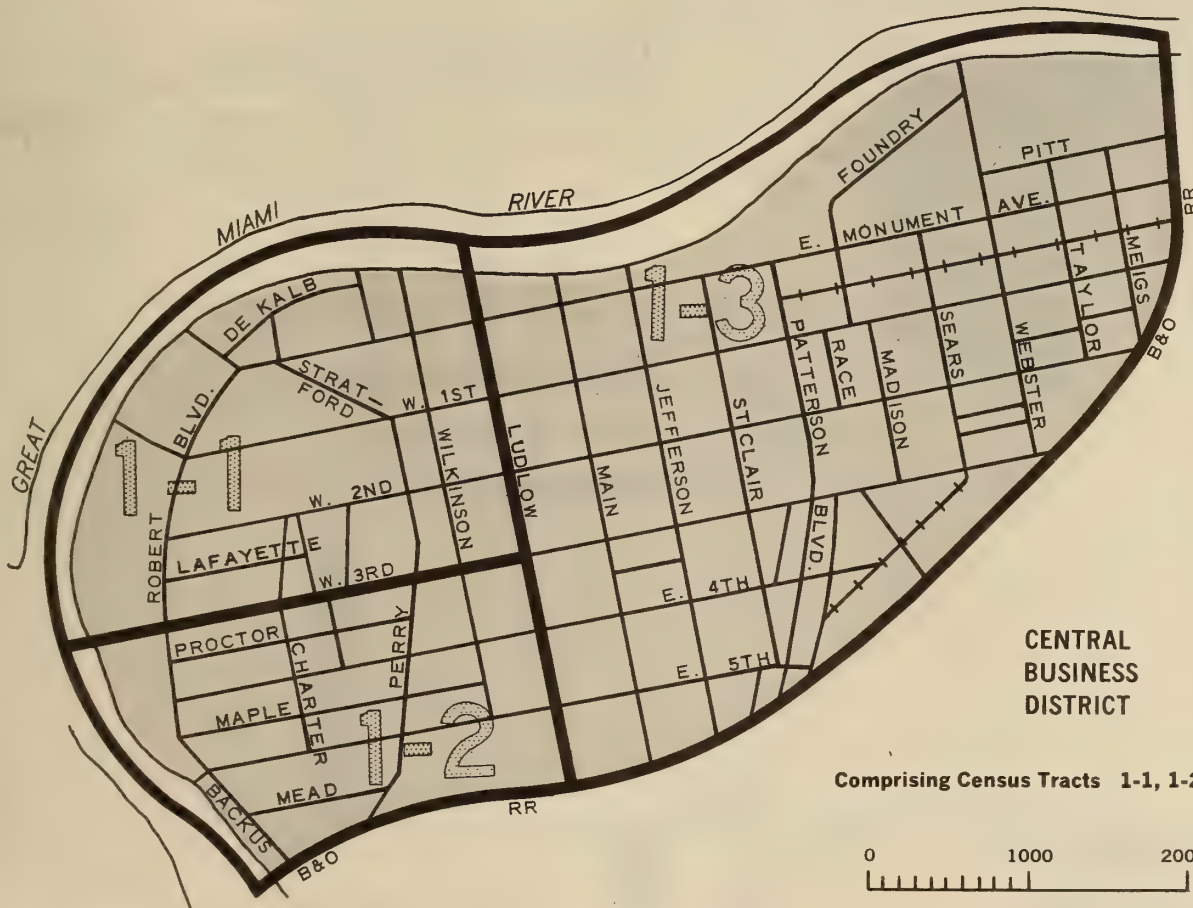 GREAT
MIAMI
RIVER
DE KALB
STRAT-
FORD
BLVD.
ROBERT
1-1
W. 1ST
W. 2ND
LAFAYETTE
W. 3RD
WILKINSON
LUDLOW
MAIN
JEFFERSON
ST. CLAIR
1-3
PATTERSON
BLVD.
RACE
MADISON
SEARS
WEBSTER
TAYLOR
MEIGS
FOUNDRY
PITT
E. MONUMENT AVE.
RR
B&O
E. 4TH
E. 5TH
PROCTOR
CHARTER
PERRY
MAPLE
1-2
MEAD
BACKUS
B&O
RR
CENTRAL
BUSINESS
DISTRICT
Comprising Census Tracts 1-1, 1-2
0 1000 200